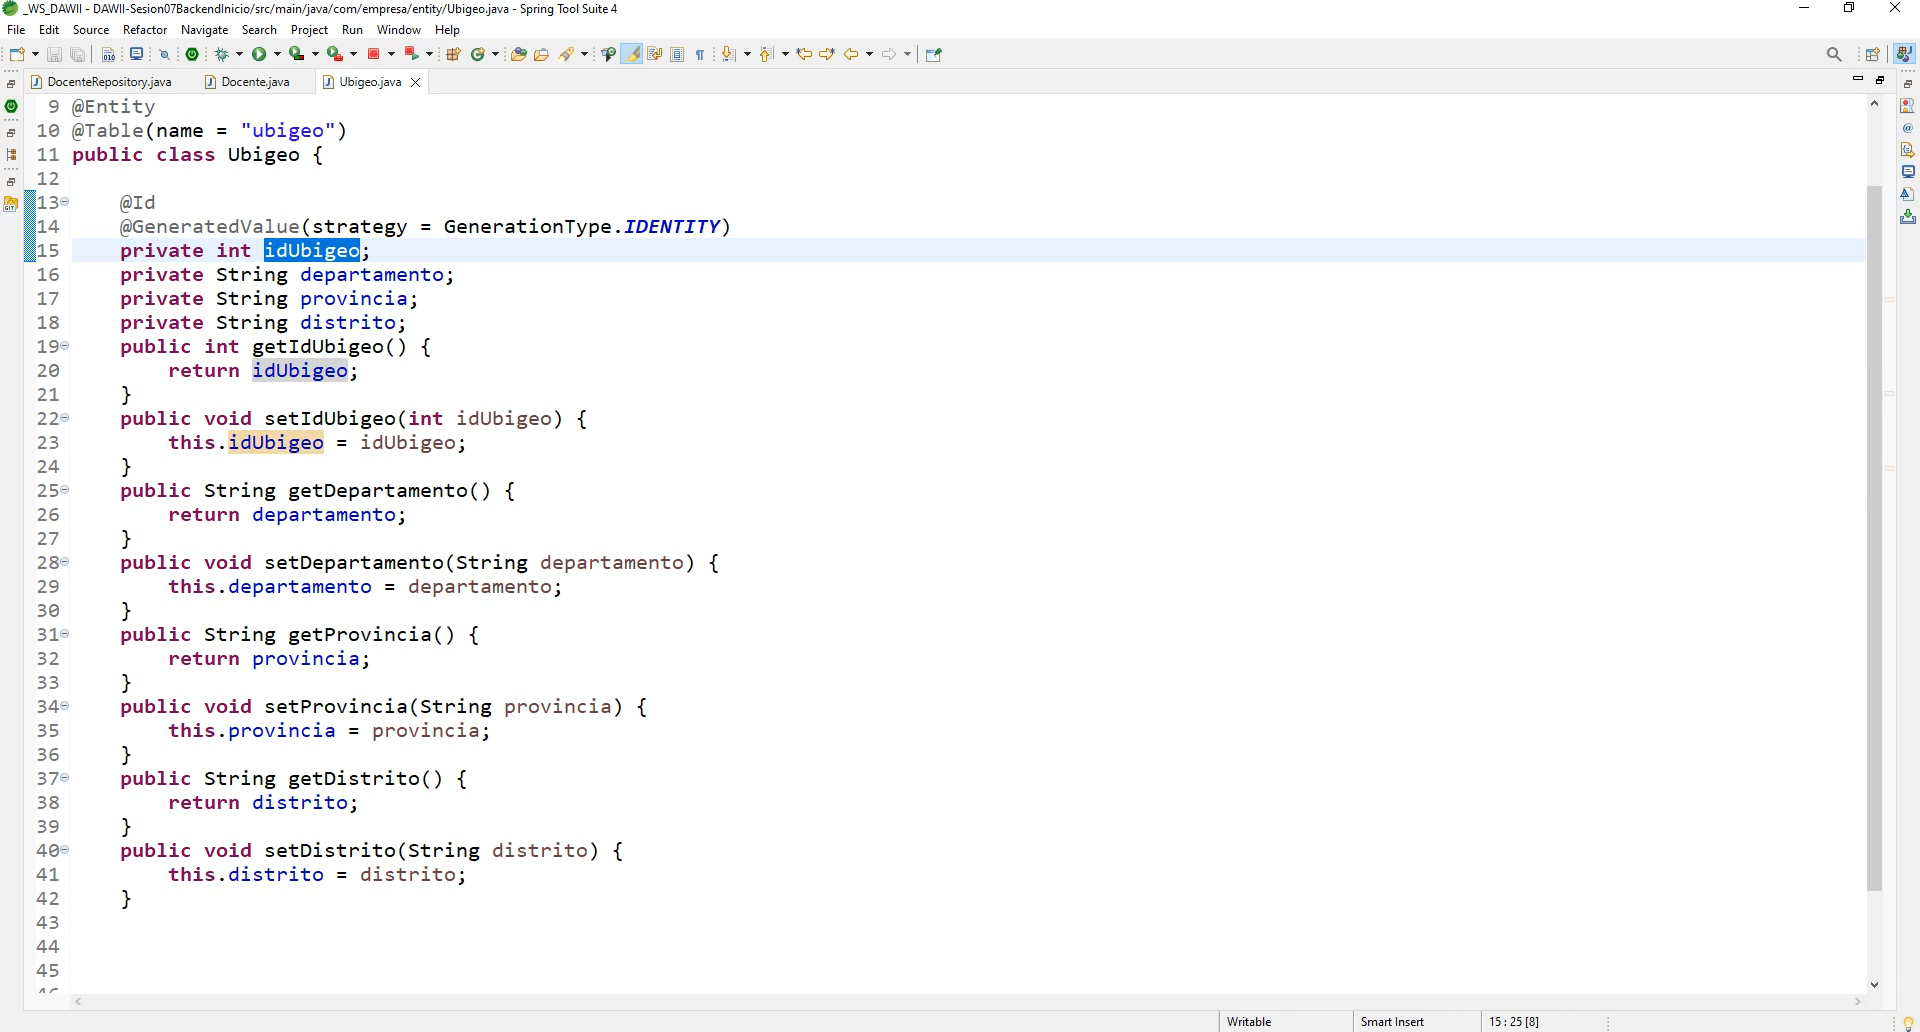 _WS_DAWII - DAWII-Sesion07BackendInicio/src/main/java/com/empresa/entity/Ubigeo.java - Spring Tool Suite 4
File Edit Source Refactor Navigate Search Project Run Window Help
DocenteRepository.java Docente.java Ubigeo.java
9 @Entity
10 @Table(name = "ubigeo")
11 public class Ubigeo {
12
13 @Id
14 @GeneratedValue(strategy = GenerationType.IDENTITY)
15 private int idUbigeo;
16 private String departamento;
17 private String provincia;
18 private String distrito;
19 public int getIdUbigeo() {
20 return idUbigeo;
21 }
22 public void setIdUbigeo(int idUbigeo) {
23 this.idUbigeo = idUbigeo;
24 }
25 public String getDepartamento() {
26 return departamento;
27 }
28 public void setDepartamento(String departamento) {
29 this.departamento = departamento;
30 }
31 public String getProvincia() {
32 return provincia;
33 }
34 public void setProvincia(String provincia) {
35 this.provincia = provincia;
36 }
37 public String getDistrito() {
38 return distrito;
39 }
40 public void setDistrito(String distrito) {
41 this.distrito = distrito;
42 }
43
44
45
Writable Smart Insert 15 : 25 [8]